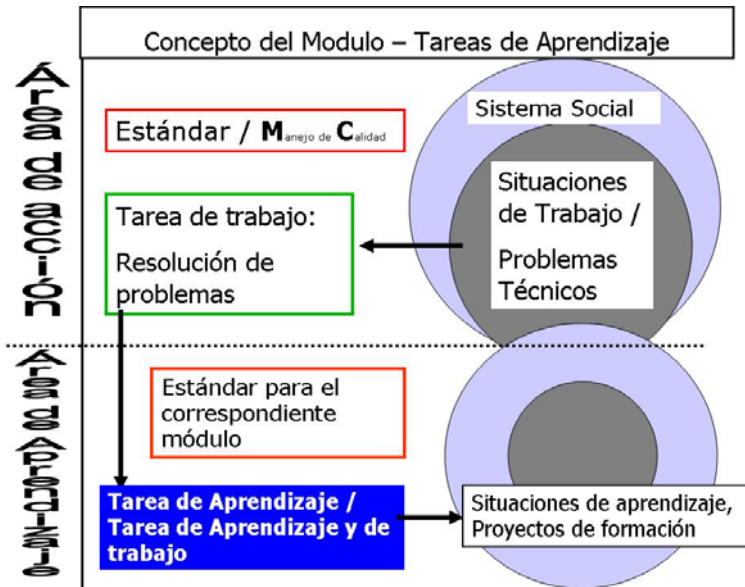 Concepto del Modulo – Tareas de Aprendizaje
Área de acción
Sistema Social
Estándar / Manejo de Calidad
Situaciones
de Trabajo /
Problemas
Técnicos
Tarea de trabajo:
Resolución de
problemas
Área de Aprendizaje
Estándar para el
correspondiente
módulo
Tarea de Aprendizaje /
Tarea de Aprendizaje y de
trabajo
Situaciones de aprendizaje,
Proyectos de formación